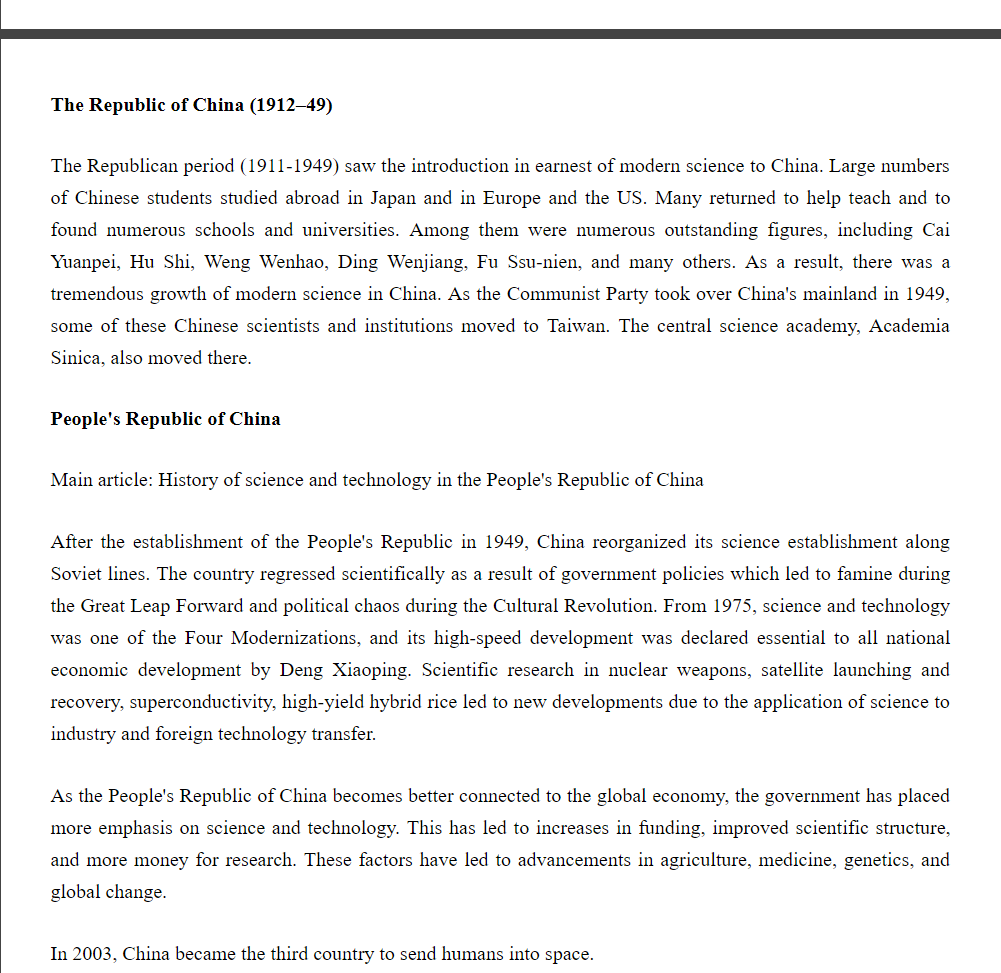 The Republic of China (1912–49)
The Republican period (1911-1949) saw the introduction in earnest of modern science to China. Large numbers
of Chinese students studied abroad in Japan and in Europe and the US. Many returned to help teach and to
found numerous schools and universities. Among them were numerous outstanding figures, including Cai
Yuanpei, Hu Shi, Weng Wenhao, Ding Wenjiang, Fu Ssu-nien, and many others. As a result, there was a
tremendous growth of modern science in China. As the Communist Party took over China's mainland in 1949,
some of these Chinese scientists and institutions moved to Taiwan. The central science academy, Academia
Sinica, also moved there.
People's Republic of China
Main article: History of science and technology in the People's Republic of China
After the establishment of the People's Republic in 1949, China reorganized its science establishment along
Soviet lines. The country regressed scientifically as a result of government policies which led to famine during
the Great Leap Forward and political chaos during the Cultural Revolution. From 1975, science and technology
was one of the Four Modernizations, and its high-speed development was declared essential to all national
economic development by Deng Xiaoping. Scientific research in nuclear weapons, satellite launching and
recovery, superconductivity, high-yield hybrid rice led to new developments due to the application of science to
industry and foreign technology transfer.
As the People's Republic of China becomes better connected to the global economy, the government has placed
more emphasis on science and technology. This has led to increases in funding, improved scientific structure,
and more money for research. These factors have led to advancements in agriculture, medicine, genetics, and
global change.
In 2003, China became the third country to send humans into space.